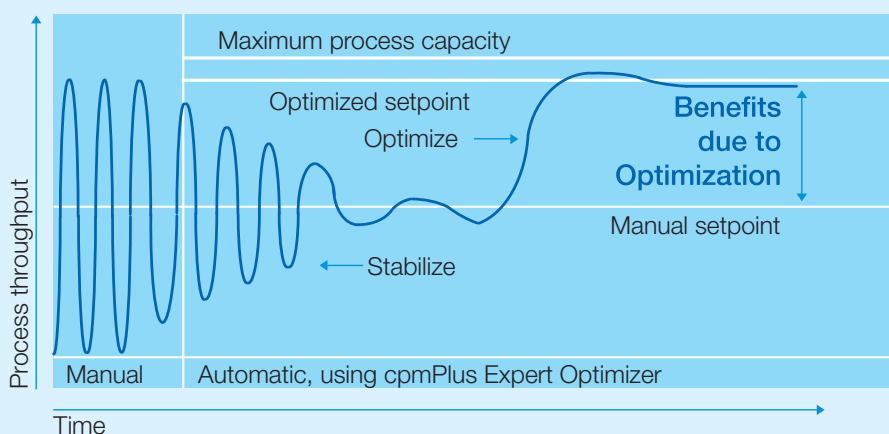 Maximum process capacity
Optimized setpoint
Optimize
Benefits
due to
Optimization
Manual setpoint
Stabilize
Process throughput
Manual
Automatic, using cpmPlus Expert Optimizer
Time